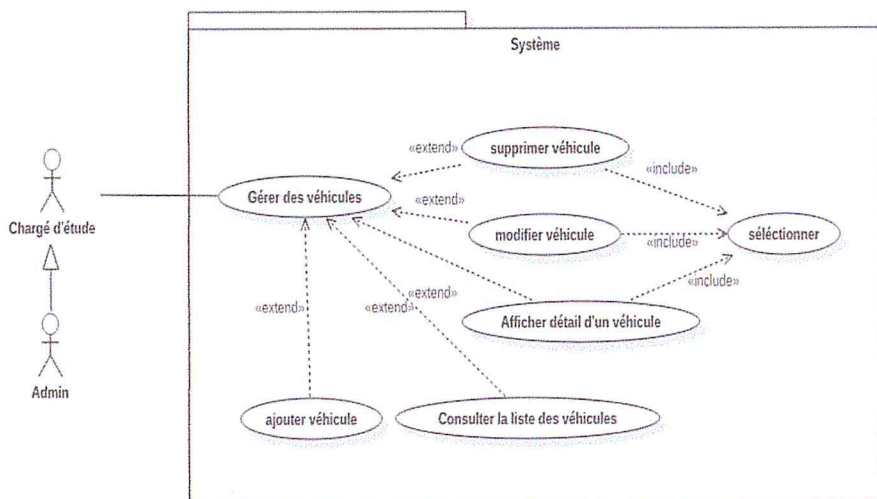 Système
«extend»
supprimer véhicule
«include»
Gérer des véhicules
«extend»
Chargé d'étude
modifier véhicule
«include»
séléctionner
«include»
«extend»
«extend»
«extend»
Afficher détail d'un véhicule
Admin
ajouter véhicule
Consulter la liste des véhicules